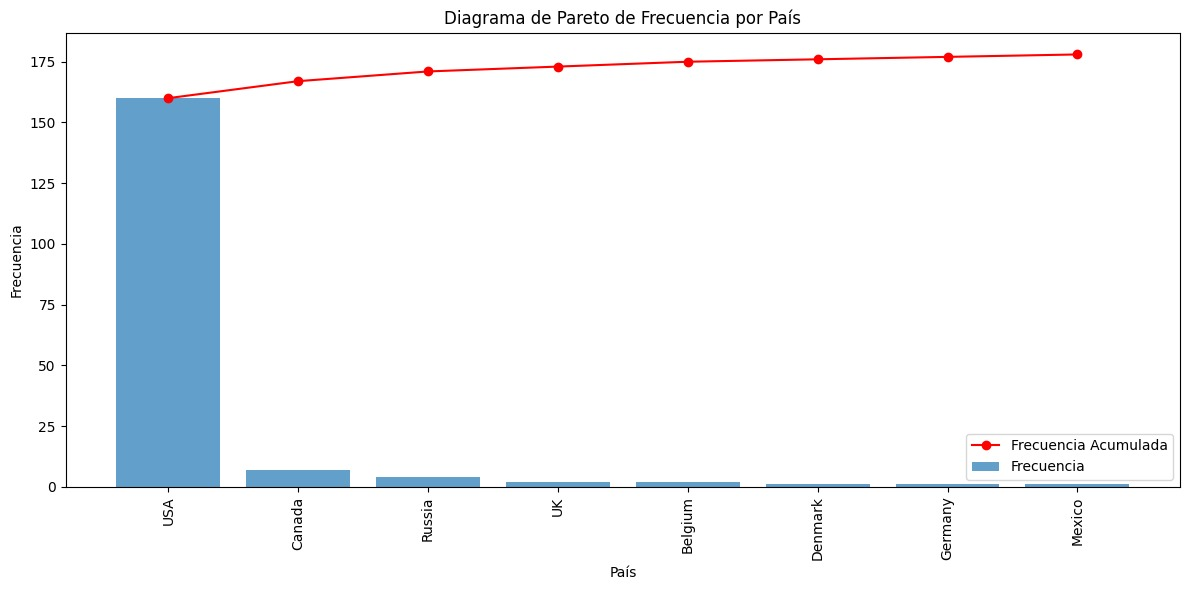 Diagrama de Pareto de Frecuencia por País
Frecuencia
175
150
125
100
75
50
25
0
Frecuencia Acumulada
Frecuencia
USA
Canada
Russia
UK
Belgium
Denmark
Germany
Mexico
País